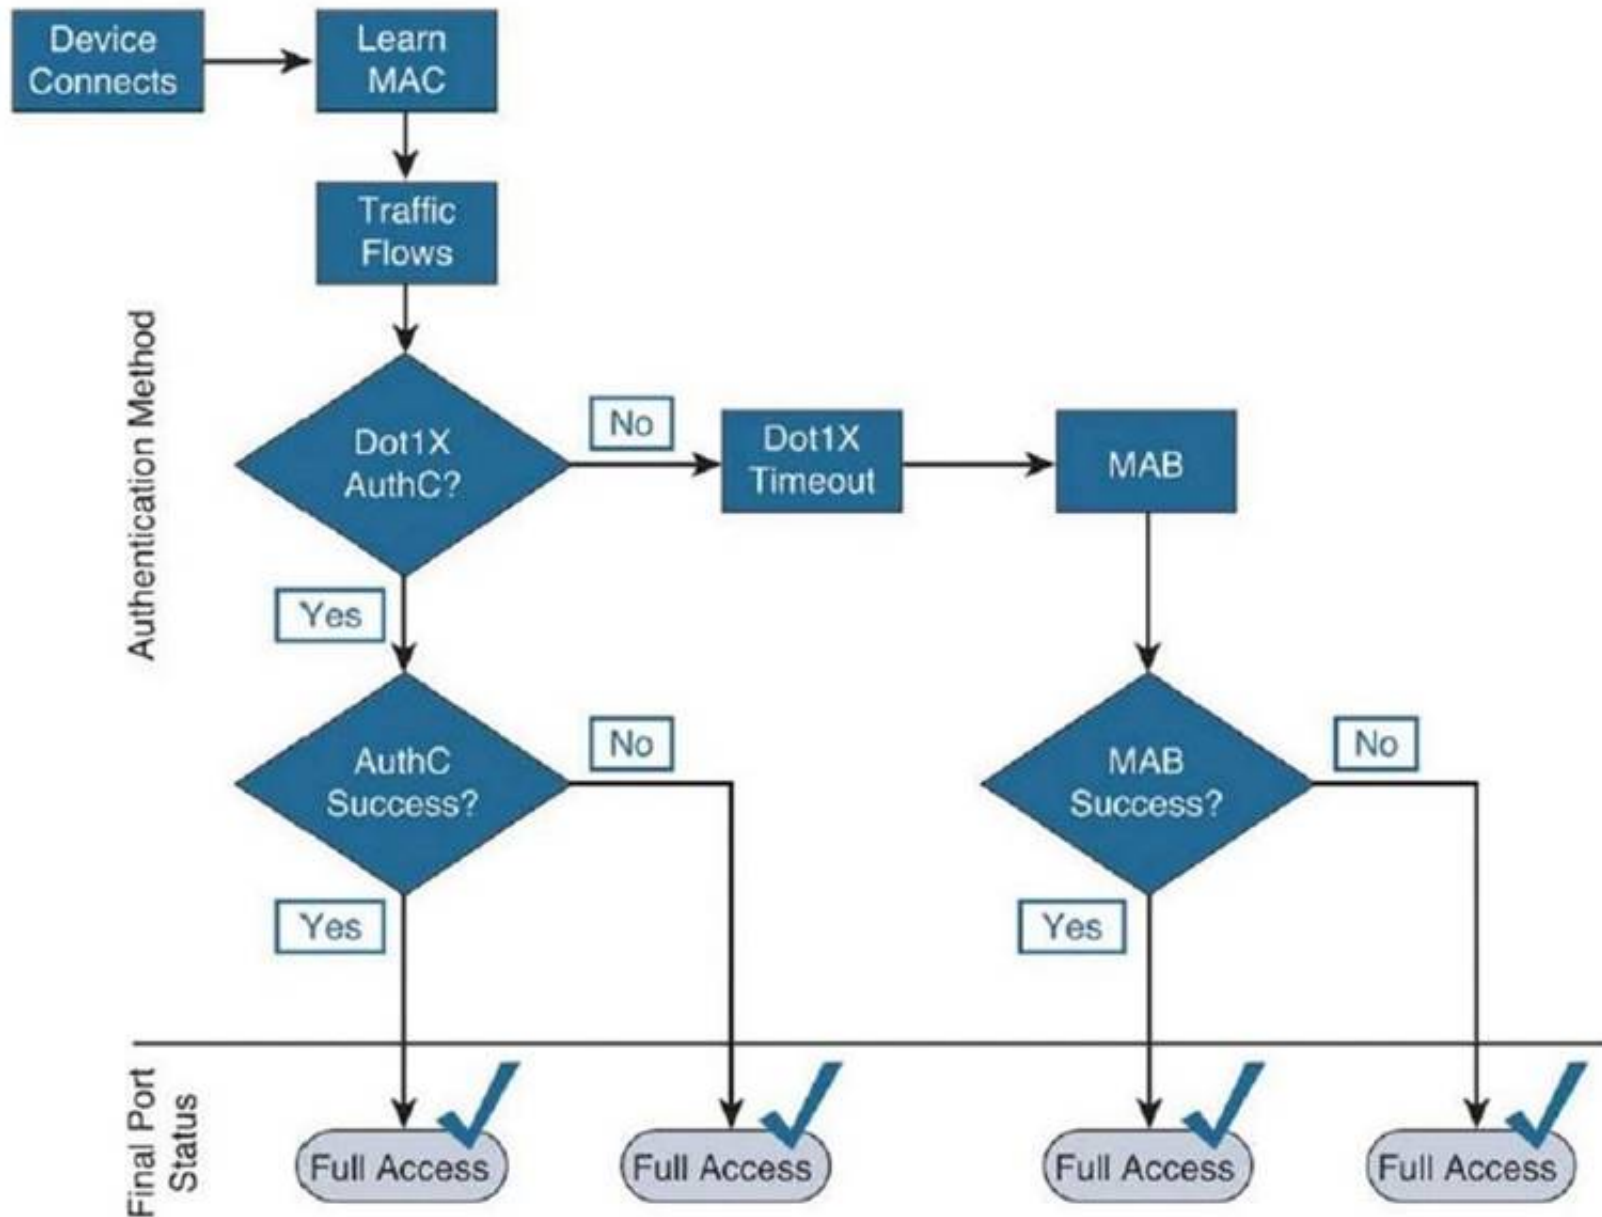 Device
Connects
Learn
MAC
Traffic
Flows
Authentication Method
Dot1X
AuthC?
No
Dot1X
Timeout
MAB
Yes
AuthC
Success?
No
MAB
Success?
No
Yes
Yes
Final Port
Status
Full Access
Full Access
Full Access
Full Access